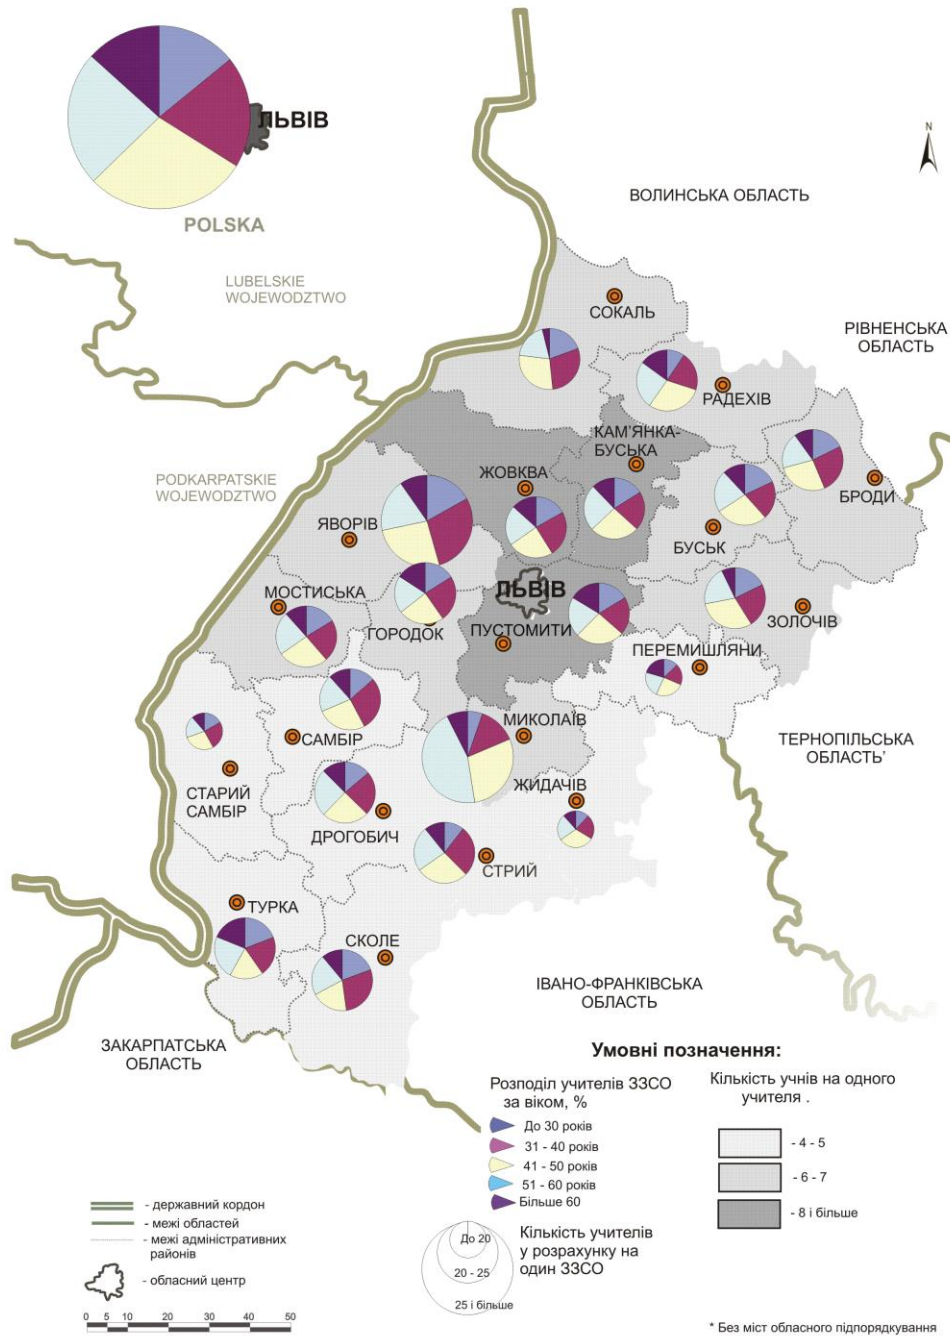 ЛЬВІВ
N
POLSKA
ВОЛИНСЬКА ОБЛАСТЬ
LUBELSKIE
WOJEWODZTWO
СОКАЛЬ
РІВНЕНСЬКА
ОБЛАСТЬ
РАДЕХІВ
КАМ'ЯНКА-
БУСЬКА
ЖОВКВА
PODKARPATSKIE
WOJEWODZTWO
БРОДИ
ЯВОРІВ
БУСЬК
МОСТИСЬКА
ЛЬВІВ
ЗОЛОЧІВ
ГОРОДОК
ПУСТОМИТИ
ПЕРЕМИШЛЯНИ
МИКОЛАЇВ
САМБІР
ТЕРНОПІЛЬСЬКА
ОБЛАСТЬ'
СТАРИЙ
САМБІР
ЖИДАЧІВ
ДРОГОБИЧ
СТРИЙ
ТУРКА
СКОЛЕ
ІВАНО-ФРАНКІВСЬКА
ОБЛАСТЬ
ЗАКАРПАТСЬКА
ОБЛАСТЬ
Умовні позначення:
Розподіл учителів ЗЗСО
за віком, %
До 30 років
31 - 40 років
41 - 50 років
51 - 60 років
Більше 60
Кількість учнів на одного
учителя .
- 4 - 5
- 6 - 7
- 8 і більше
- державний кордон
- межі областей
- межі адміністративних
районів
- обласний центр
До 20
20 - 25
25 і більше
Кількість учителів
у розрахунку на
один ЗЗСО
0 5 10 20 30 40 50
* Без міст обласного підпорядкування